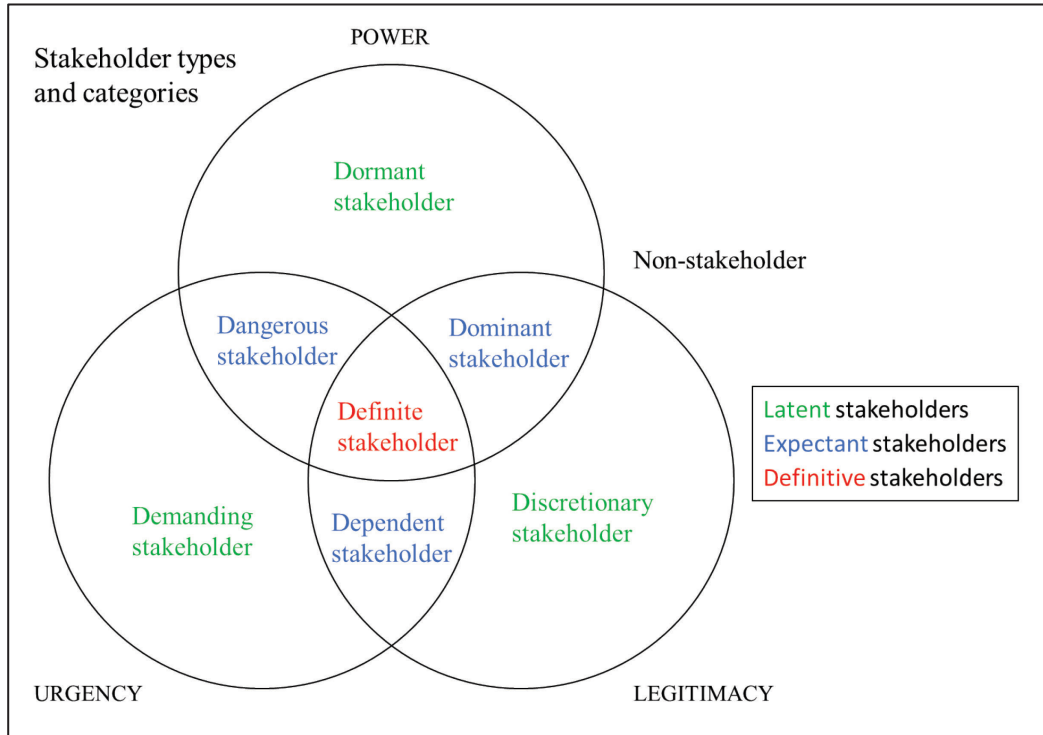 POWER
Stakeholder types
and categories
Dormant
stakeholder
Non-stakeholder
Dangerous
stakeholder
Dominant
stakeholder
Definite
stakeholder
Latent stakeholders
Expectant stakeholders
Definitive stakeholders
Demanding
stakeholder
Dependent
stakeholder
Discretionary
stakeholder
URGENCY
LEGITIMACY